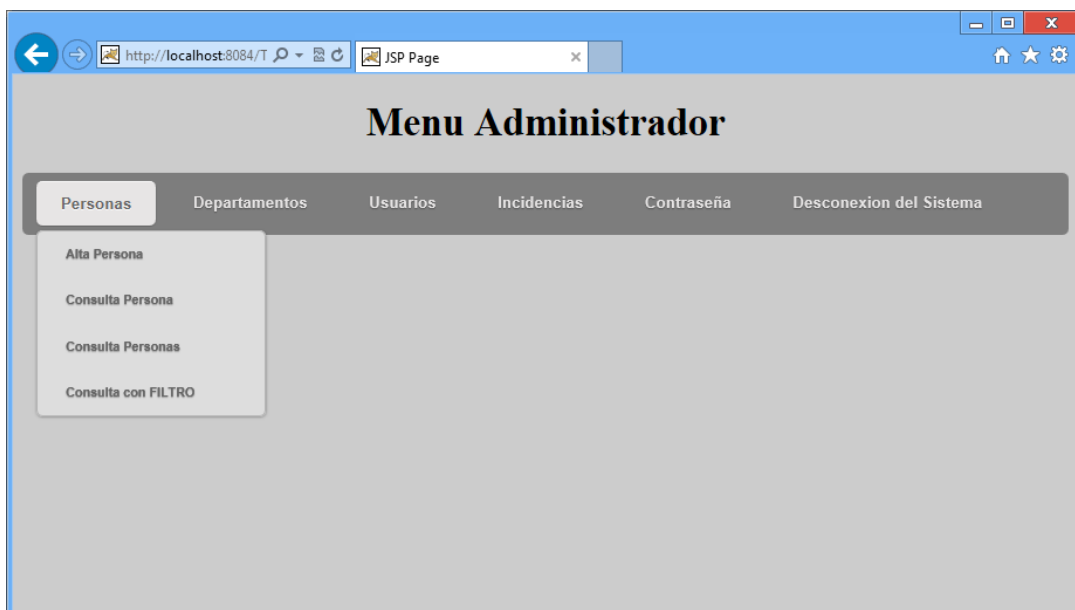 http://localhost:8084/T
JSP Page
Menu Administrador
Personas Departamentos Usuarios Incidencias Contraseña Desconexion del Sistema
Alta Persona
Consulta Persona
Consulta Personas
Consulta con FILTRO